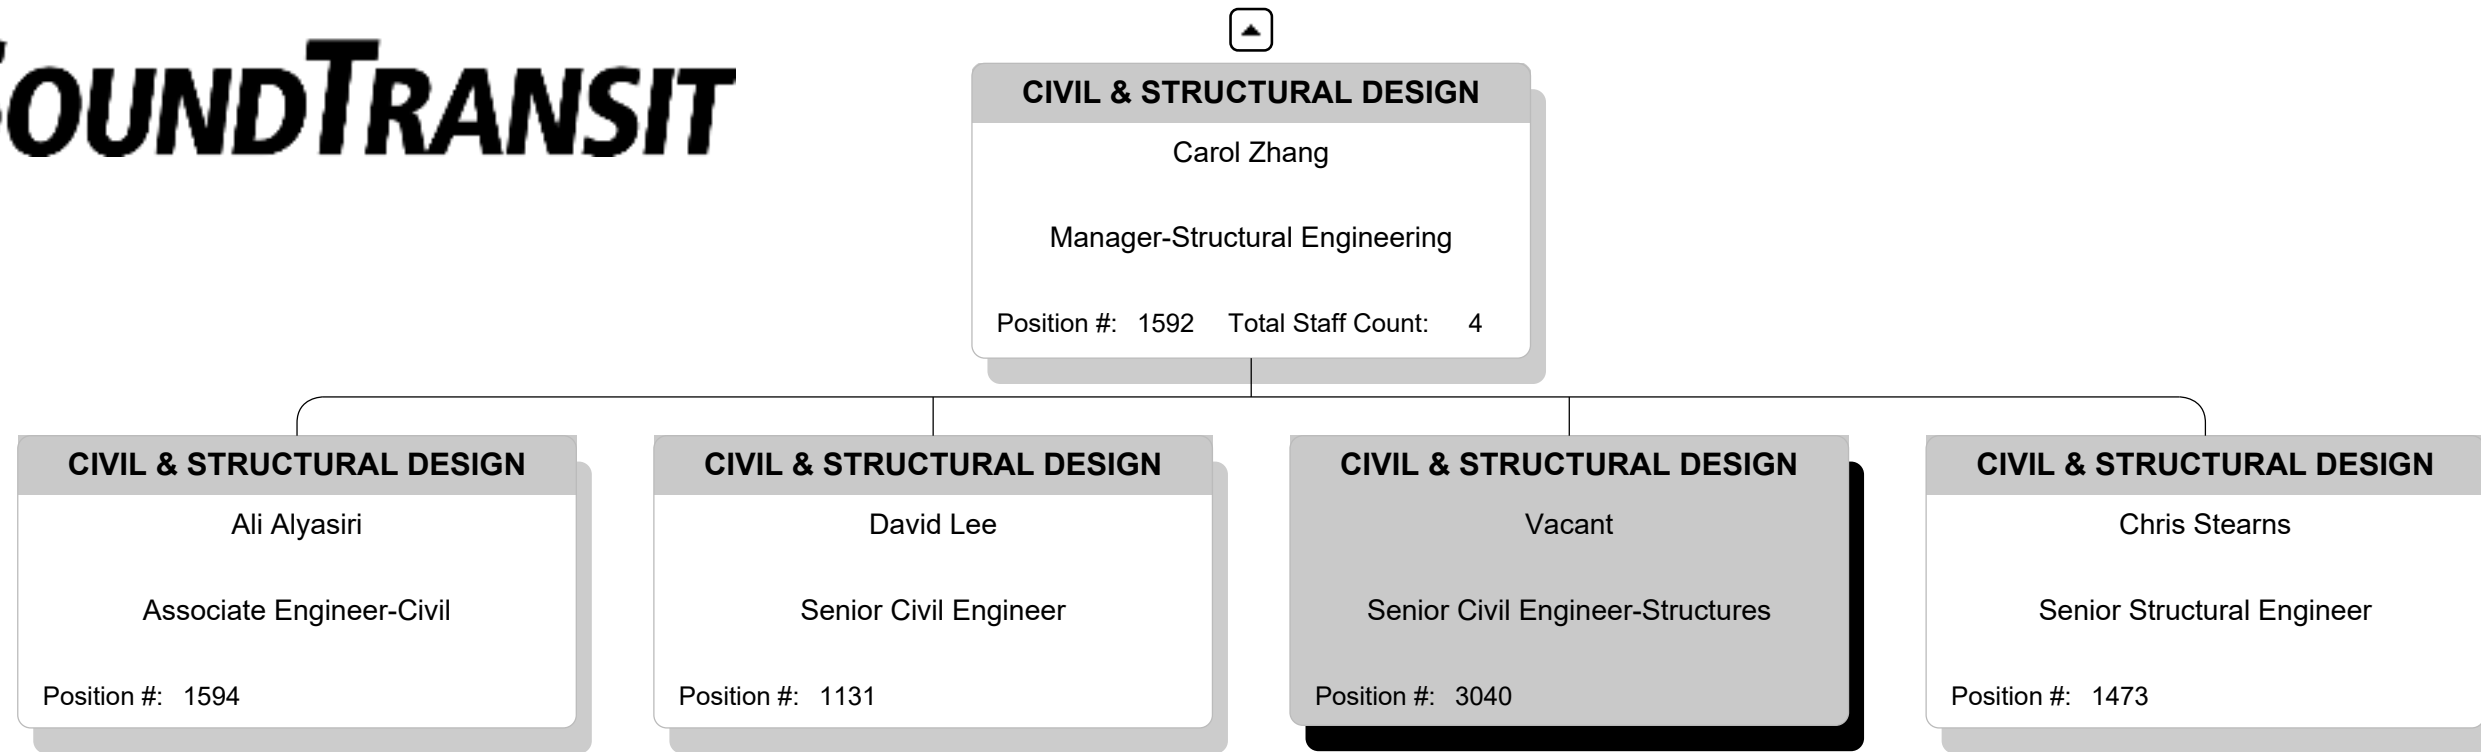 SOUNDTRANSIT
CIVIL & STRUCTURAL DESIGN
Carol Zhang
Manager-Structural Engineering
Position #: 1592 Total Staff Count: 4
CIVIL & STRUCTURAL DESIGN
Ali Alyasiri
Associate Engineer-Civil
Position #: 1594
CIVIL & STRUCTURAL DESIGN
David Lee
Senior Civil Engineer
Position #: 1131
CIVIL & STRUCTURAL DESIGN
Vacant
Senior Civil Engineer-Structures
Position #: 3040
CIVIL & STRUCTURAL DESIGN
Chris Stearns
Senior Structural Engineer
Position #: 1473